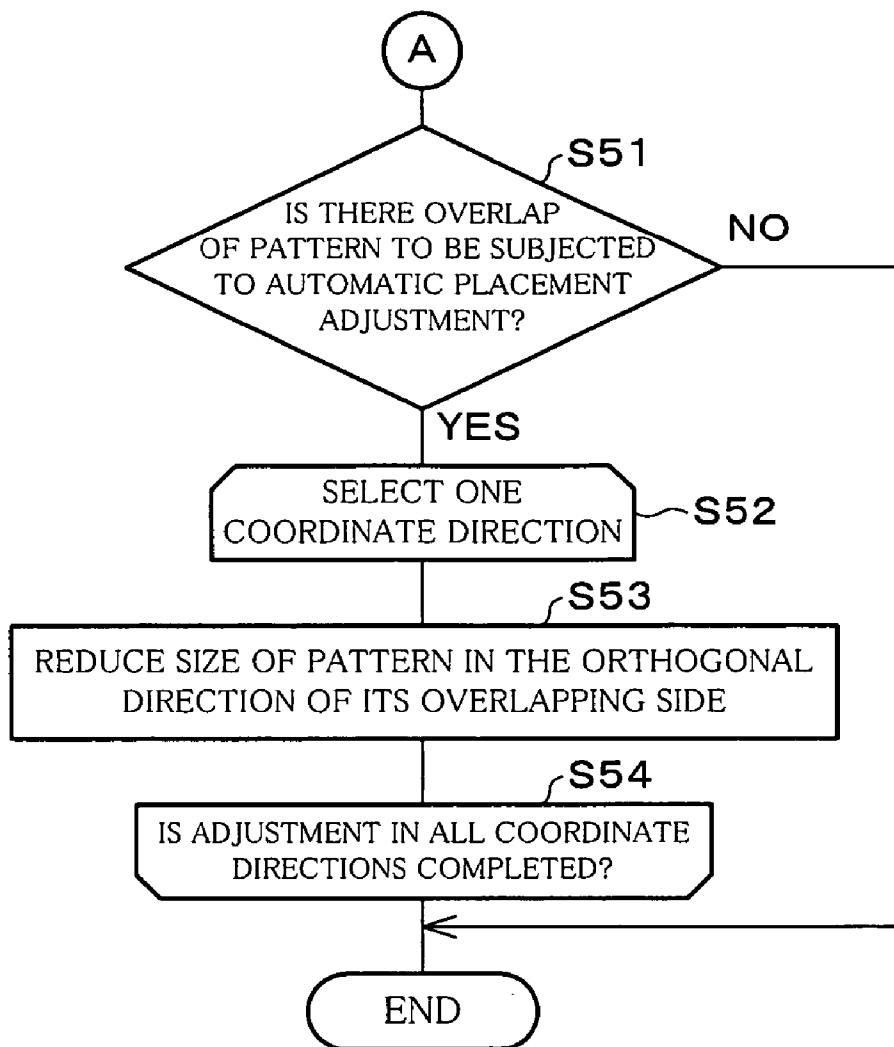 A
S51
IS THERE OVERLAP
OF PATTERN TO BE SUBJECTED
TO AUTOMATIC PLACEMENT
ADJUSTMENT?
NO
YES
SELECT ONE
COORDINATE DIRECTION
S52
S53
REDUCE SIZE OF PATTERN IN THE ORTHOGONAL
DIRECTION OF ITS OVERLAPPING SIDE
S54
IS ADJUSTMENT IN ALL COORDINATE
DIRECTIONS COMPLETED?
END